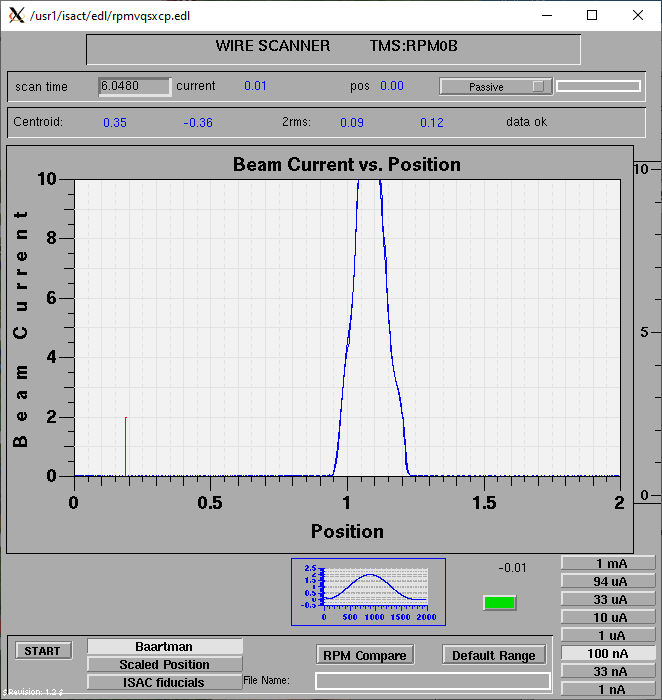 /usr1/isact/edl/rpmvqsxcp.edl
WIRE SCANNER TMS:RPM0B
scan time 6.0480 current 0.01 pos 0.00 Passive
Centroid: 0.35 -0.36 2rms: 0.09 0.12 data ok
Beam Current vs. Position
Beam Current
10
8
6
4
2
0
0 0.5 1 1.5 2
Position
10
5
0
2.5
2
1.5
1
0.5
0
-0.5
0 500 1000 1500 2000
-0.01
1 mA
94 uA
33 uA
10 uA
1 uA
100 nA
33 nA
1 nA
START
Baartman
Scaled Position
ISAC fiducials
RPM Compare
Default Range
File Name:
$Revision: 1.2 $